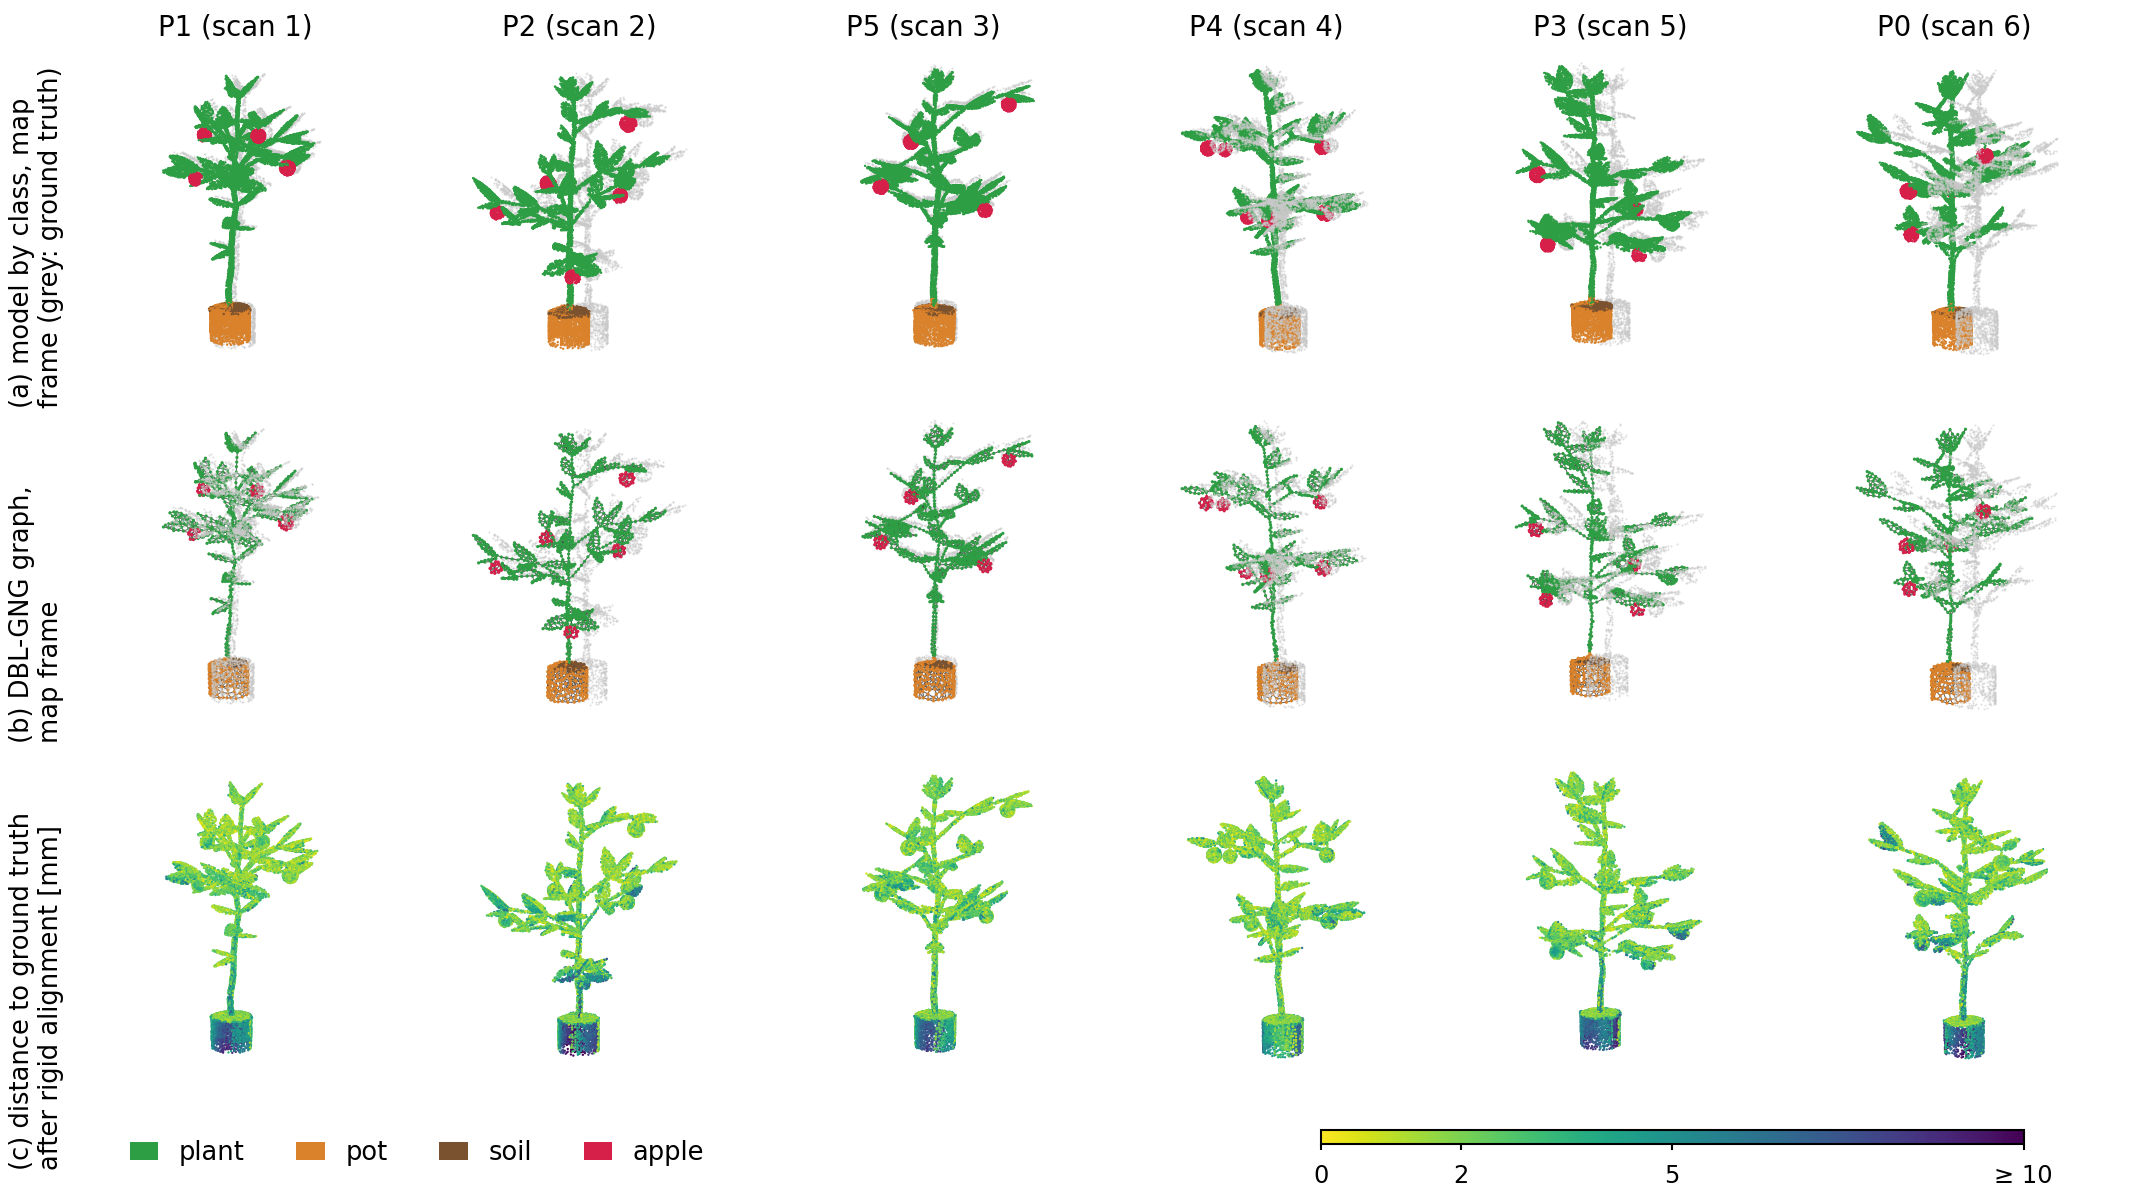 P1 (scan 1)
P2 (scan 2)
P5 (scan 3)
P4 (scan 4)
P3 (scan 5)
P0 (scan 6)
(a) model by class, map
frame (grey: ground truth)
(b) DBL-GNG graph,
map frame
(c) distance to ground truth
after rigid alignment [mm]
plant
pot
soil
apple
0
2
5
≥ 10